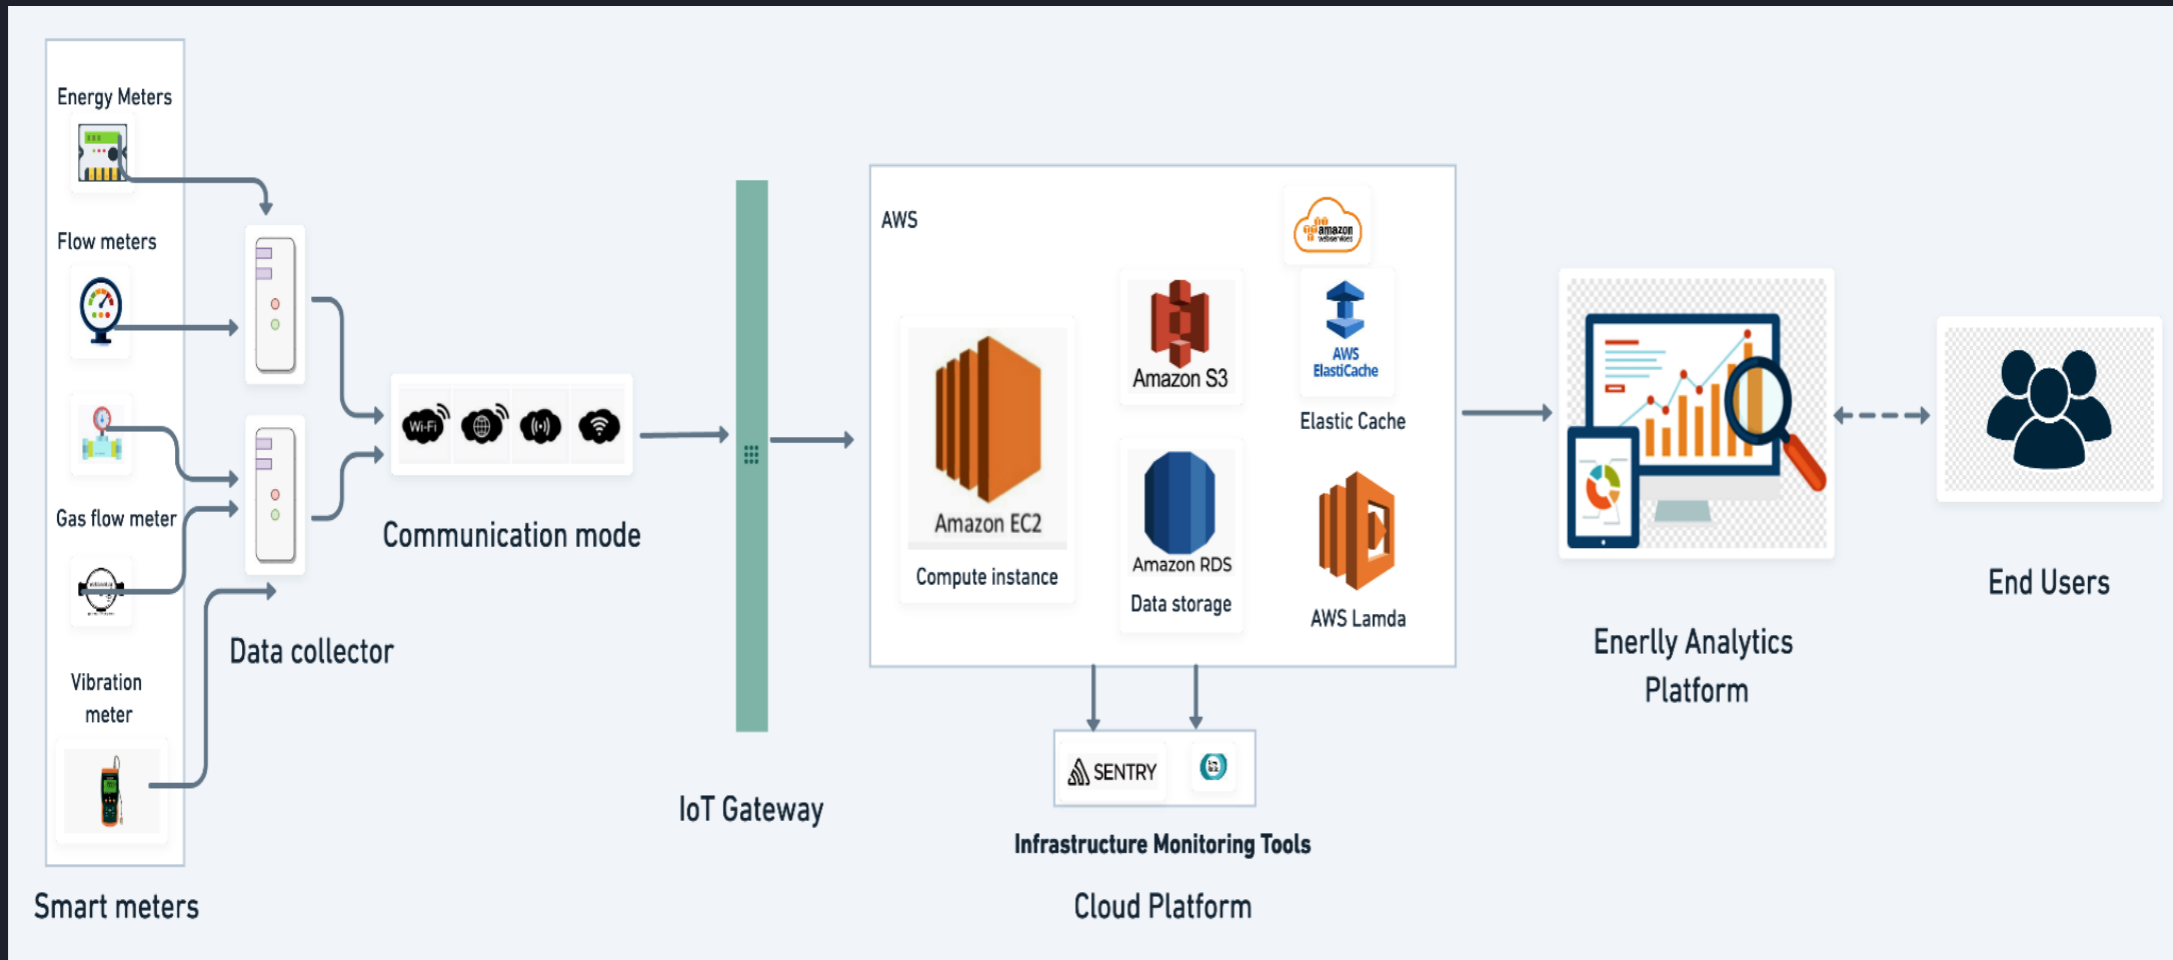 Energy Meters
Flow meters
Gas flow meter
Vibration
meter
Smart meters
Data collector
Wi-Fi
Communication mode
IoT Gateway
AWS
amazon
webservices
Amazon EC2
Compute instance
Amazon S3
Amazon RDS
Data storage
AWS
ElastiCache
Elastic Cache
AWS Lamda
SENTRY
Infrastructure Monitoring Tools
Cloud Platform
Enerlly Analytics
Platform
End Users